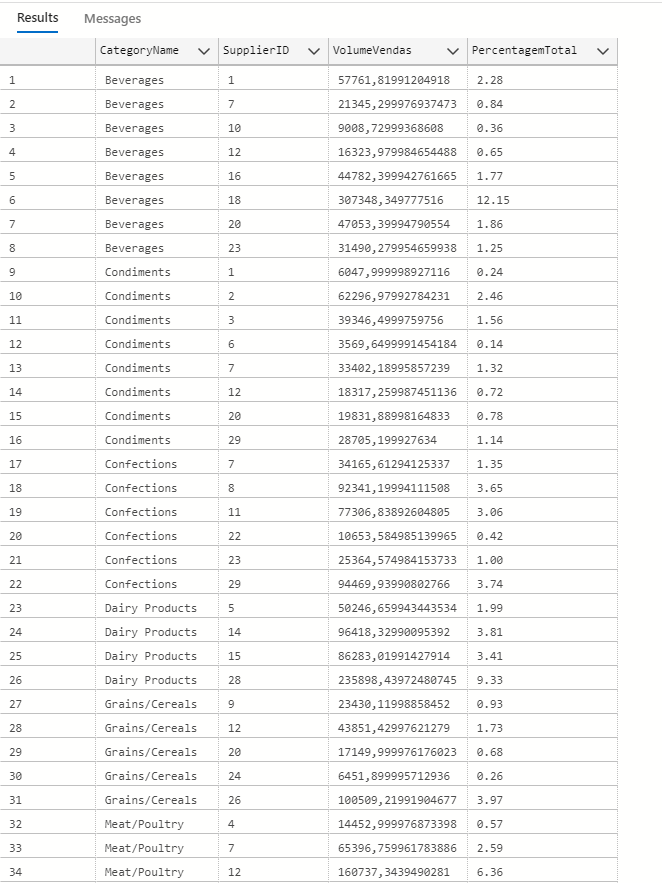 Results Messages
CategoryName SupplierID VolumeVendas PercentagemTotal
1 Beverages 1 57761,81991204918 2.28
2 Beverages 7 21345,299976937473 0.84
3 Beverages 10 9008,72999368608 0.36
4 Beverages 12 16323,979984654488 0.65
5 Beverages 16 44782,399942761665 1.77
6 Beverages 18 307348,349777516 12.15
7 Beverages 20 47053,39994790554 1.86
8 Beverages 23 31490,279954659938 1.25
9 Condiments 1 6047,999998927116 0.24
10 Condiments 2 62296,97992784231 2.46
11 Condiments 3 39346,4999759756 1.56
12 Condiments 6 3569,6499991454184 0.14
13 Condiments 7 33402,18995857239 1.32
14 Condiments 12 18317,259987451136 0.72
15 Condiments 20 19831,88998164833 0.78
16 Condiments 29 28705,199927634 1.14
17 Confections 7 34165,61294125337 1.35
18 Confections 8 92341,19994111508 3.65
19 Confections 11 77306,83892604805 3.06
20 Confections 22 10653,584985139965 0.42
21 Confections 23 25364,574984153733 1.00
22 Confections 29 94469,93990802766 3.74
23 Dairy Products 5 50246,659943443534 1.99
24 Dairy Products 14 96418,32990095392 3.81
25 Dairy Products 15 86283,01991427914 3.41
26 Dairy Products 28 235898,43972480745 9.33
27 Grains/Cereals 9 23430,11998858452 0.93
28 Grains/Cereals 12 43851,42997621279 1.73
29 Grains/Cereals 20 17149,999976176023 0.68
30 Grains/Cereals 24 6451,899995712936 0.26
31 Grains/Cereals 26 100509,21991904677 3.97
32 Meat/Poultry 4 14452,999976873398 0.57
33 Meat/Poultry 7 65396,759961783886 2.59
34 Meat/Poultry 12 160737,3439490281 6.36